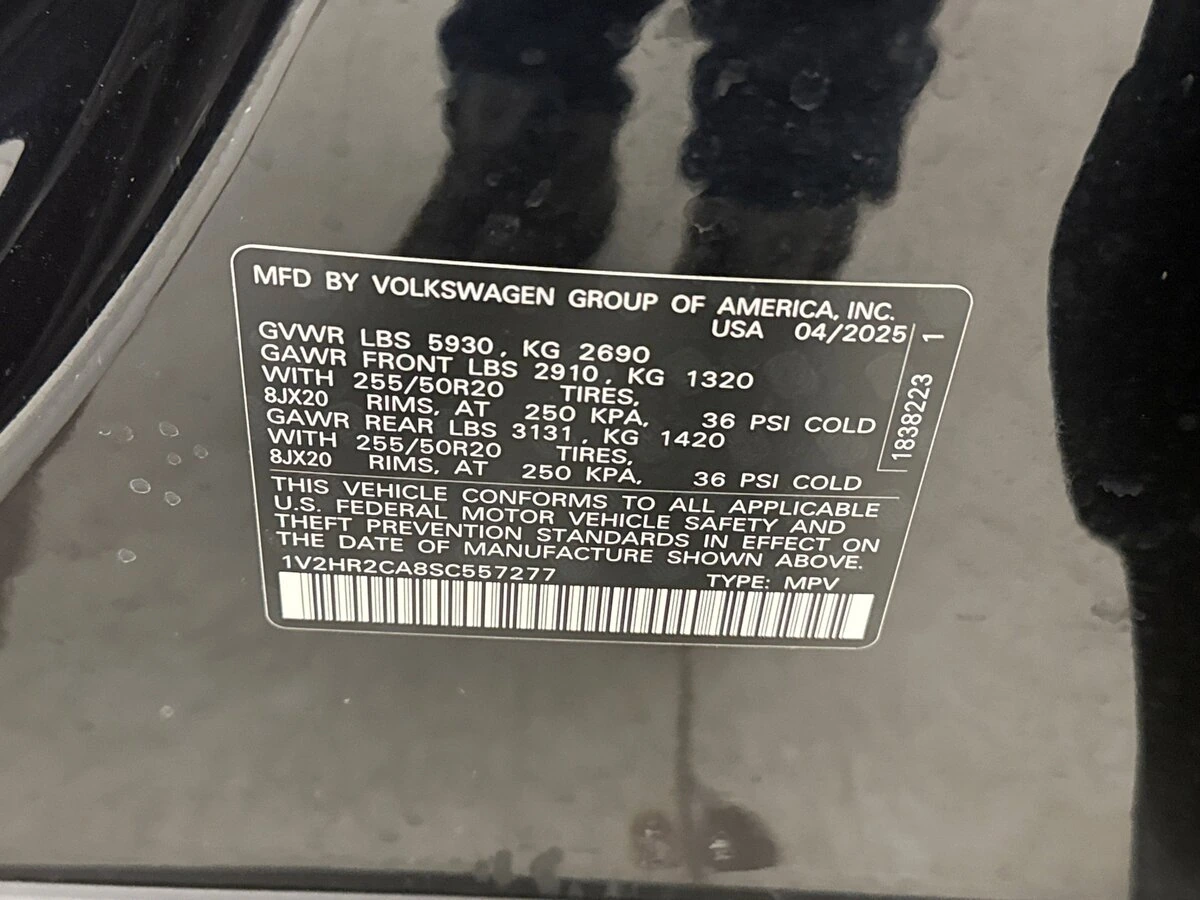 MFD BY VOLKSWAGEN GROUP OF AMERICA, INC.
USA 04/2025
GVWR LBS 5930, KG 2690
GAWR FRONT LBS 2910, KG 1320
WITH 255/50R20 TIRES,
8JX20 RIMS, AT 250 KPA, 36 PSI COLD
GAWR REAR LBS 3131, KG 1420
WITH 255/50R20 TIRES,
8JX20 RIMS, AT 250 KPA, 36 PSI COLD
1838223 1
THIS VEHICLE CONFORMS TO ALL APPLICABLE
U.S. FEDERAL MOTOR VEHICLE SAFETY AND
THEFT PREVENTION STANDARDS IN EFFECT ON
THE DATE OF MANUFACTURE SHOWN ABOVE.
1V2HR2CA8SC557277 TYPE: MPV